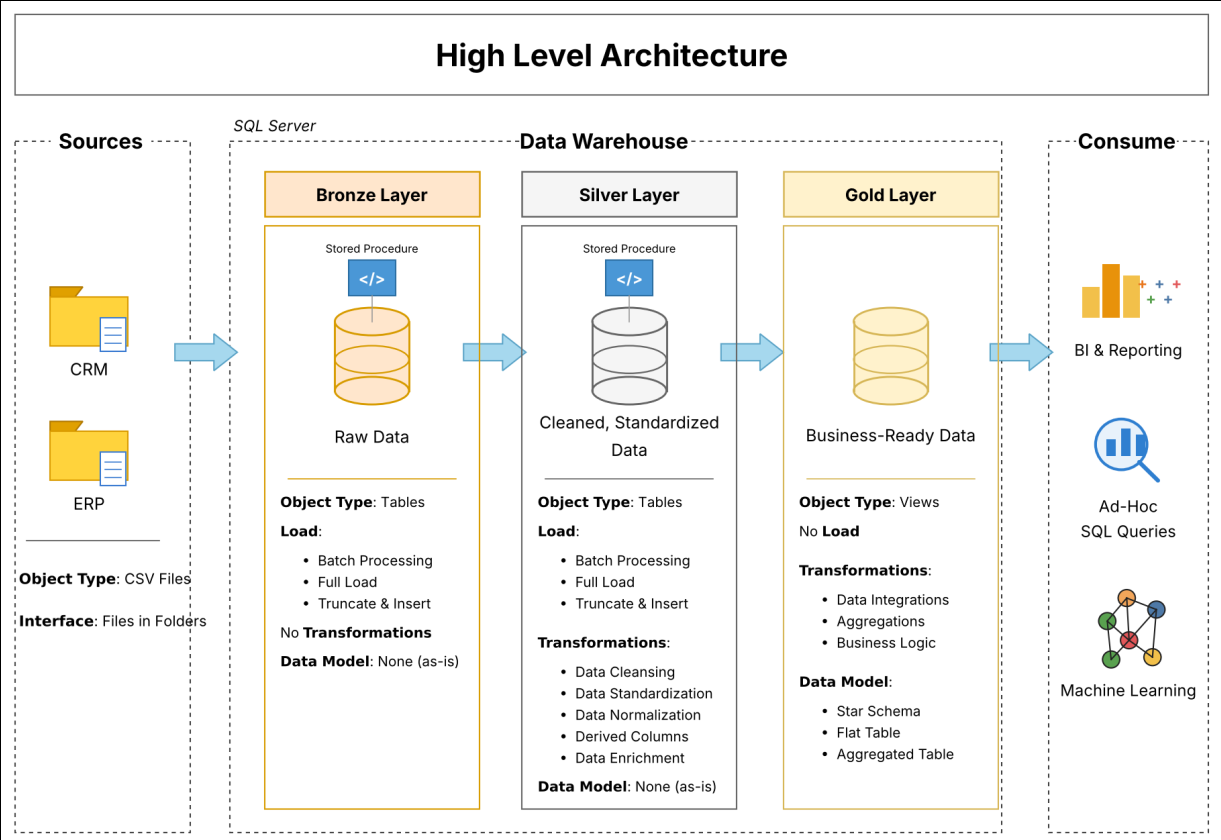 High Level Architecture
Sources
CRM
ERP
Object Type: CSV Files
Interface: Files in Folders
SQL Server
Data Warehouse
Bronze Layer
Stored Procedure
</>
Raw Data
Object Type: Tables
Load:
• Batch Processing
• Full Load
• Truncate & Insert
No Transformations
Data Model: None (as-is)
Silver Layer
Stored Procedure
</>
Cleaned, Standardized
Data
Object Type: Tables
Load:
• Batch Processing
• Full Load
• Truncate & Insert
Transformations:
• Data Cleansing
• Data Standardization
• Data Normalization
• Derived Columns
• Data Enrichment
Data Model: None (as-is)
Gold Layer
Business-Ready Data
Object Type: Views
No Load
Transformations:
• Data Integrations
• Aggregations
• Business Logic
Data Model:
• Star Schema
• Flat Table
• Aggregated Table
Consume
BI & Reporting
Ad-Hoc
SQL Queries
Machine Learning